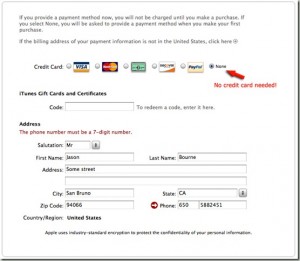 If you provide a payment method now, you will not be charged until you make a purchase. If
you select None, you will be asked to provide a payment method when you make your first
purchase.
If the billing address of your payment information is not in the United States, click here
Credit Card: VISA DISCOVER PayPal None
No credit card needed!
iTunes Gift Cards and Certificates
Code: To redeem a code, enter it here.
Address
The phone number must be a 7-digit number.
Salutation: Mr
First Name: Jason Last Name: Bourne
Address: Some street
City: San Bruno State: CA
Zip Code: 94066 Phone: 650 5882451
Country/Region: United States
Apple uses industry-standard encryption to protect the confidentiality of your personal information.